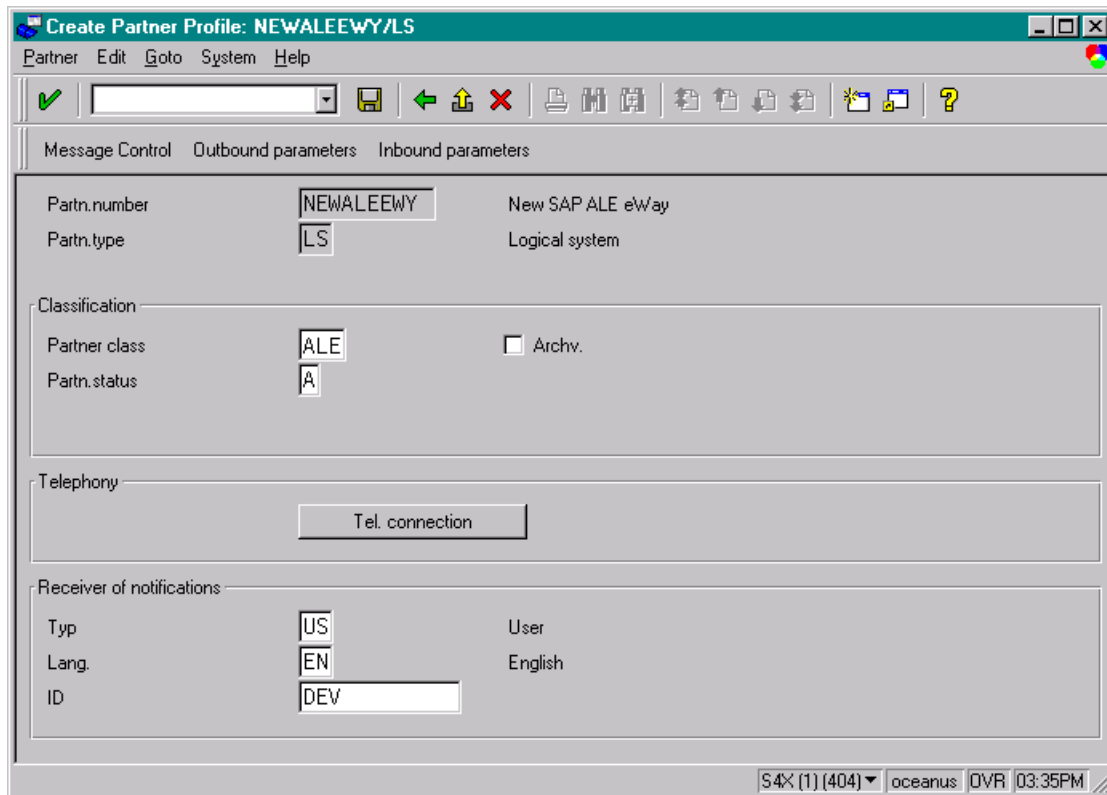 Create Partner Profile: NEWALEEWY/LS
Partner Edit Goto System Help
Message Control Outbound parameters Inbound parameters
Partn.number NEWALEEWY New SAP ALE eWay
Partn.type LS Logical system
Classification
Partner class ALE Archv.
Partn.status A
Telephony
Tel. connection
Receiver of notifications
Typ US User
Lang. EN English
ID DEV
S4X (1) (404) oceanus OVR 03:35PM